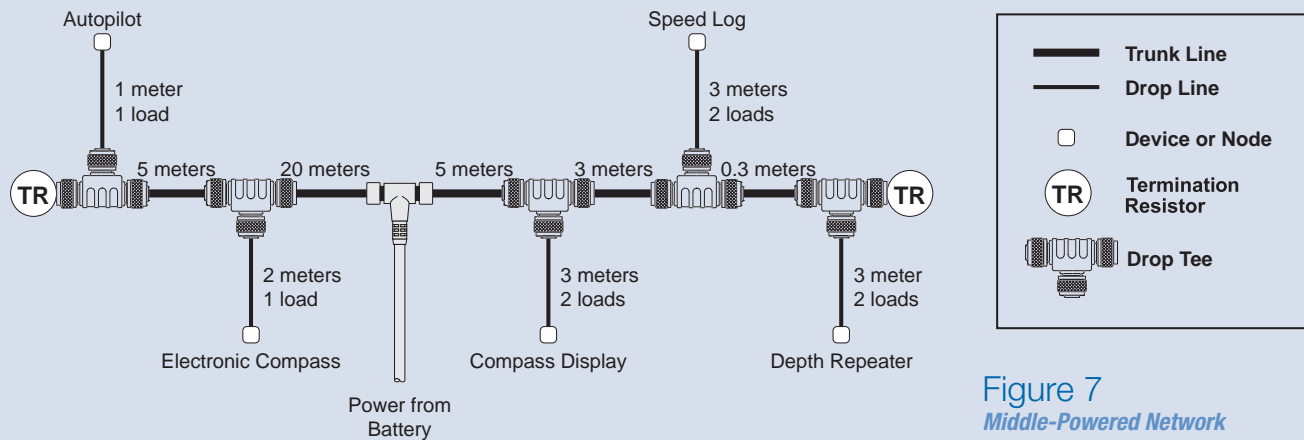 Autopilot
Speed Log
1 meter
1 load
3 meters
2 loads
5 meters
20 meters
5 meters
3 meters
0.3 meters
TR
TR
2 meters
1 load
3 meters
2 loads
3 meter
2 loads
Electronic Compass
Compass Display
Depth Repeater
Power from
Battery
Trunk Line
Drop Line
Device or Node
TR
Termination
Resistor
Drop Tee
Figure 7
Middle-Powered Network